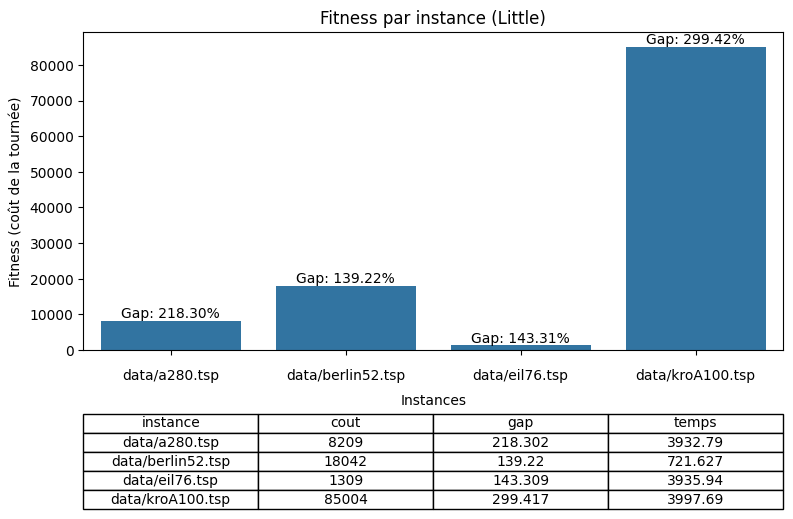 Fitness par instance (Little)
Fitness (coût de la tournée)
80000
70000
60000
50000
40000
30000
20000
10000
0
Gap: 218.30%
Gap: 139.22%
Gap: 143.31%
Gap: 299.42%
data/a280.tsp data/berlin52.tsp data/eil76.tsp data/kroA100.tsp
Instances
instance cout gap temps
data/a280.tsp 8209 218.302 3932.79
data/berlin52.tsp 18042 139.22 721.627
data/eil76.tsp 1309 143.309 3935.94
data/kroA100.tsp 85004 299.417 3997.69